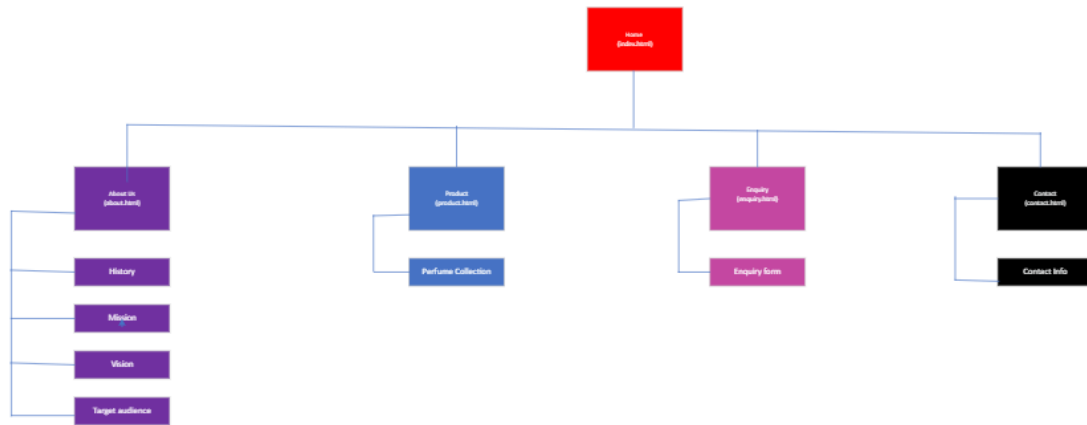 Home
(index.html)
About Us
(about.html)
Product
(product.html)
Enquiry
(enquiry.html)
Contact
(contact.html)
History
Perfume Collection
Enquiry form
Contact Info
Mission
Vision
Target audience